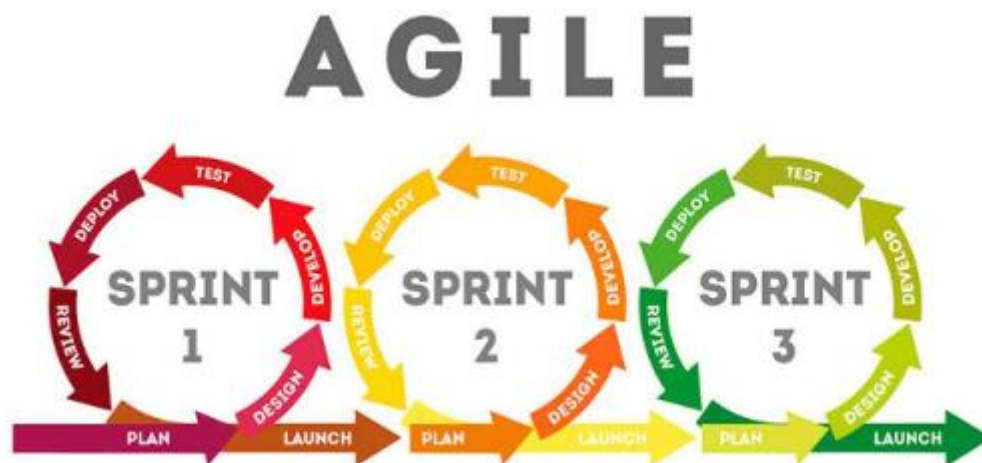 AGILE
TEST
DEPLOY
DEVELOP
SPRINT
1
REVIEW
DESIGN
PLAN
LAUNCH
TEST
DEPLOY
DEVELOP
SPRINT
2
REVIEW
DESIGN
PLAN
LAUNCH
TEST
DEPLOY
DEVELOP
SPRINT
3
REVIEW
DESIGN
PLAN
LAUNCH